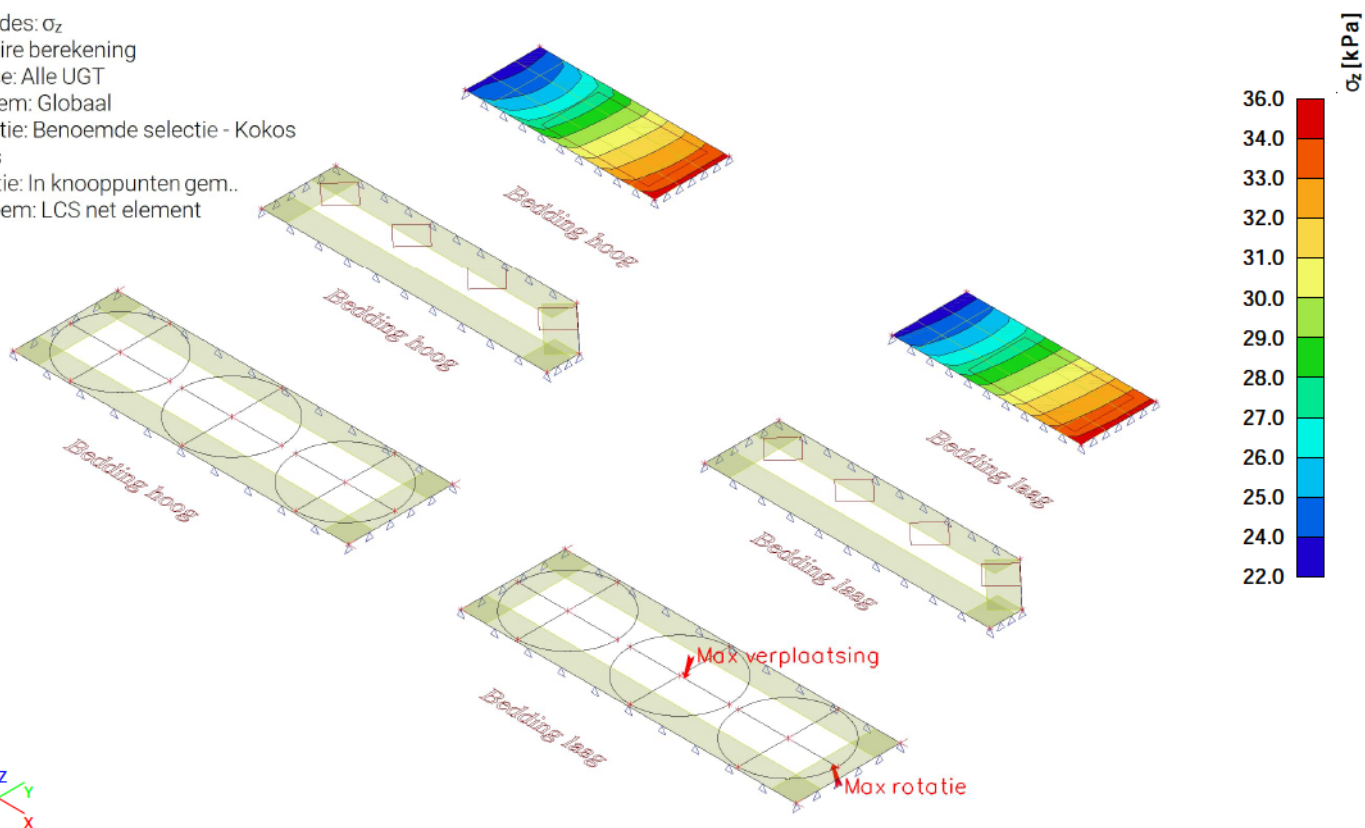 des: σz
ire berekening
e: Alle UGT
em: Globaal
tie: Benoemde selectie - Kokos
s
tie: In knooppunten gem..
em: LCS net element
σz [kPa]
36.0
34.0
33.0
32.0
31.0
30.0
29.0
28.0
27.0
26.0
25.0
24.0
22.0
Bedding hoog
Bedding hoog
Bedding hoog
Bedding laag
Bedding laag
Bedding laag
Max verplaatsing
Max rotatie
Z
Y
X